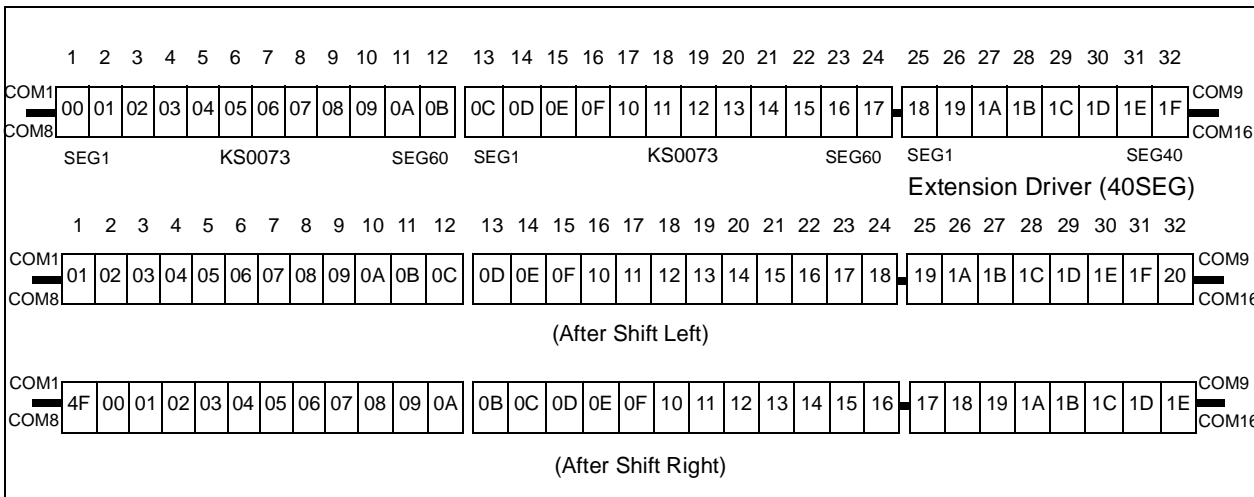 1 2 3 4 5 6 7 8 9 10 11 12 13 14 15 16 17 18 19 20 21 22 23 24 25 26 27 28 29 30 31 32
COM1 COM9
00 01 02 03 04 05 06 07 08 09 0A 0B 0C 0D 0E 0F 10 11 12 13 14 15 16 17 18 19 1A 1B 1C 1D 1E 1F
COM8 COM16
SEG1 KS0073 SEG60 SEG1 KS0073 SEG60 SEG1 SEG40
Extension Driver (40SEG)
1 2 3 4 5 6 7 8 9 10 11 12 13 14 15 16 17 18 19 20 21 22 23 24 25 26 27 28 29 30 31 32
COM1 COM9
01 02 03 04 05 06 07 08 09 0A 0B 0C 0D 0E 0F 10 11 12 13 14 15 16 17 18 19 1A 1B 1C 1D 1E 1F 20
COM8 COM16
(After Shift Left)
COM1 COM9
4F 00 01 02 03 04 05 06 07 08 09 0A 0B 0C 0D 0E 0F 10 11 12 13 14 15 16 17 18 19 1A 1B 1C 1D 1E
COM8 COM16
(After Shift Right)